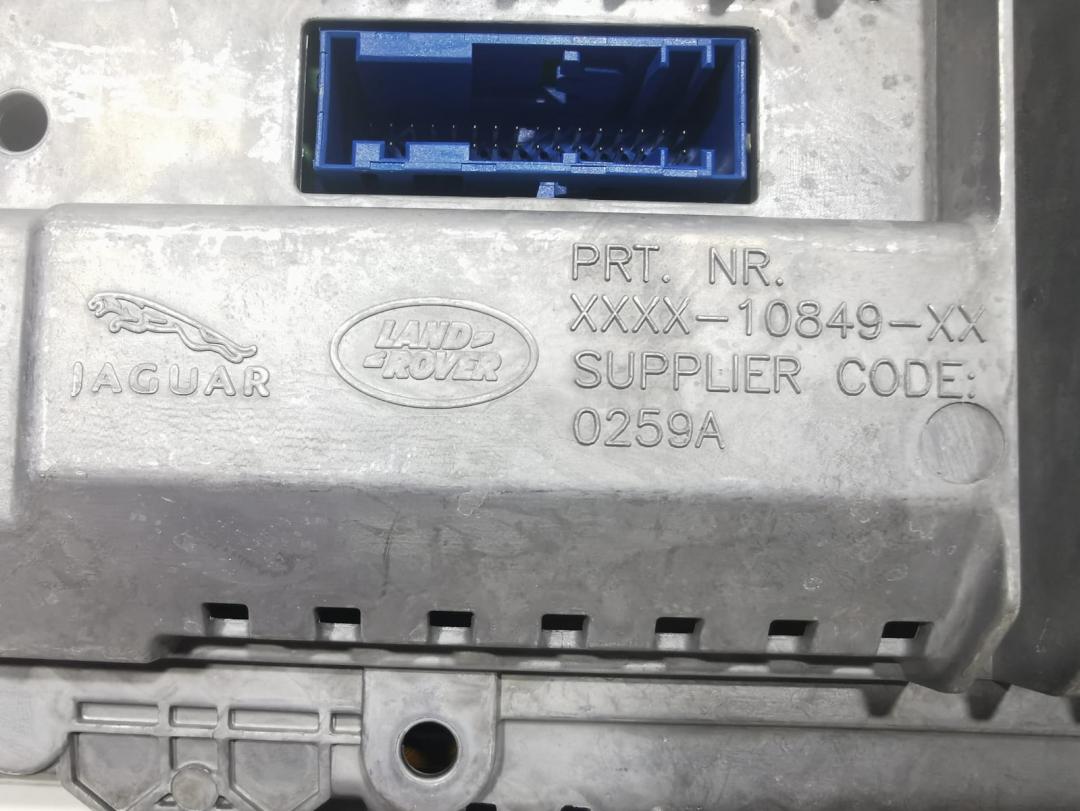 JAGUAR
LAND-
-ROVER
PRT. NR.
XXXX-10849-XX
SUPPLIER CODE:
0259A